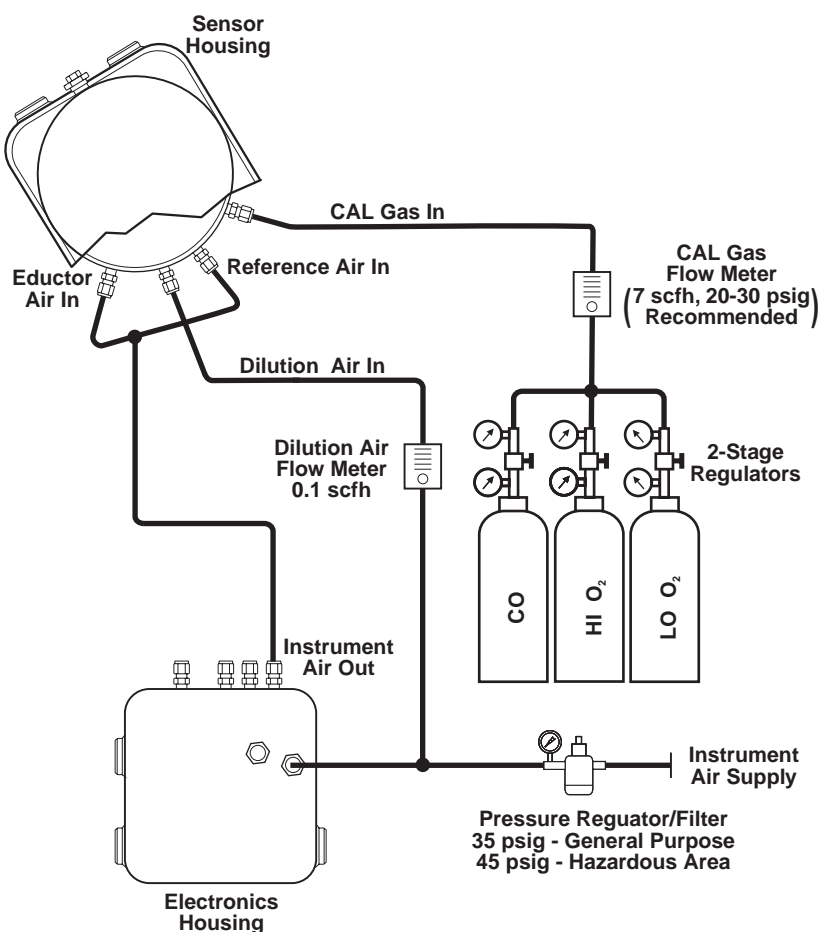 Sensor
Housing
CAL Gas In
CAL Gas
Flow Meter
(7 scfh, 20-30 psig)
Recommended
Eductor
Air In
Reference Air In
Dilution Air In
Dilution Air
Flow Meter
0.1 scfh
2-Stage
Regulators
CO
HI O₂
LO O₂
Instrument
Air Out
Instrument
Air Supply
Pressure Reguator/Filter
35 psig - General Purpose
45 psig - Hazardous Area
Electronics
Housing